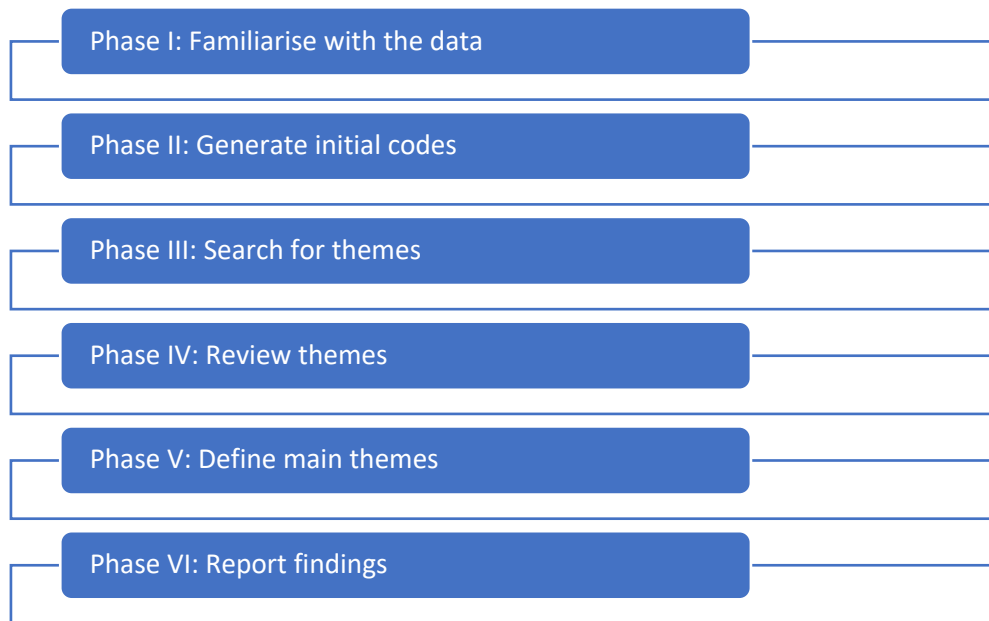 Phase I: Familiarise with the data
Phase II: Generate initial codes
Phase III: Search for themes
Phase IV: Review themes
Phase V: Define main themes
Phase VI: Report findings